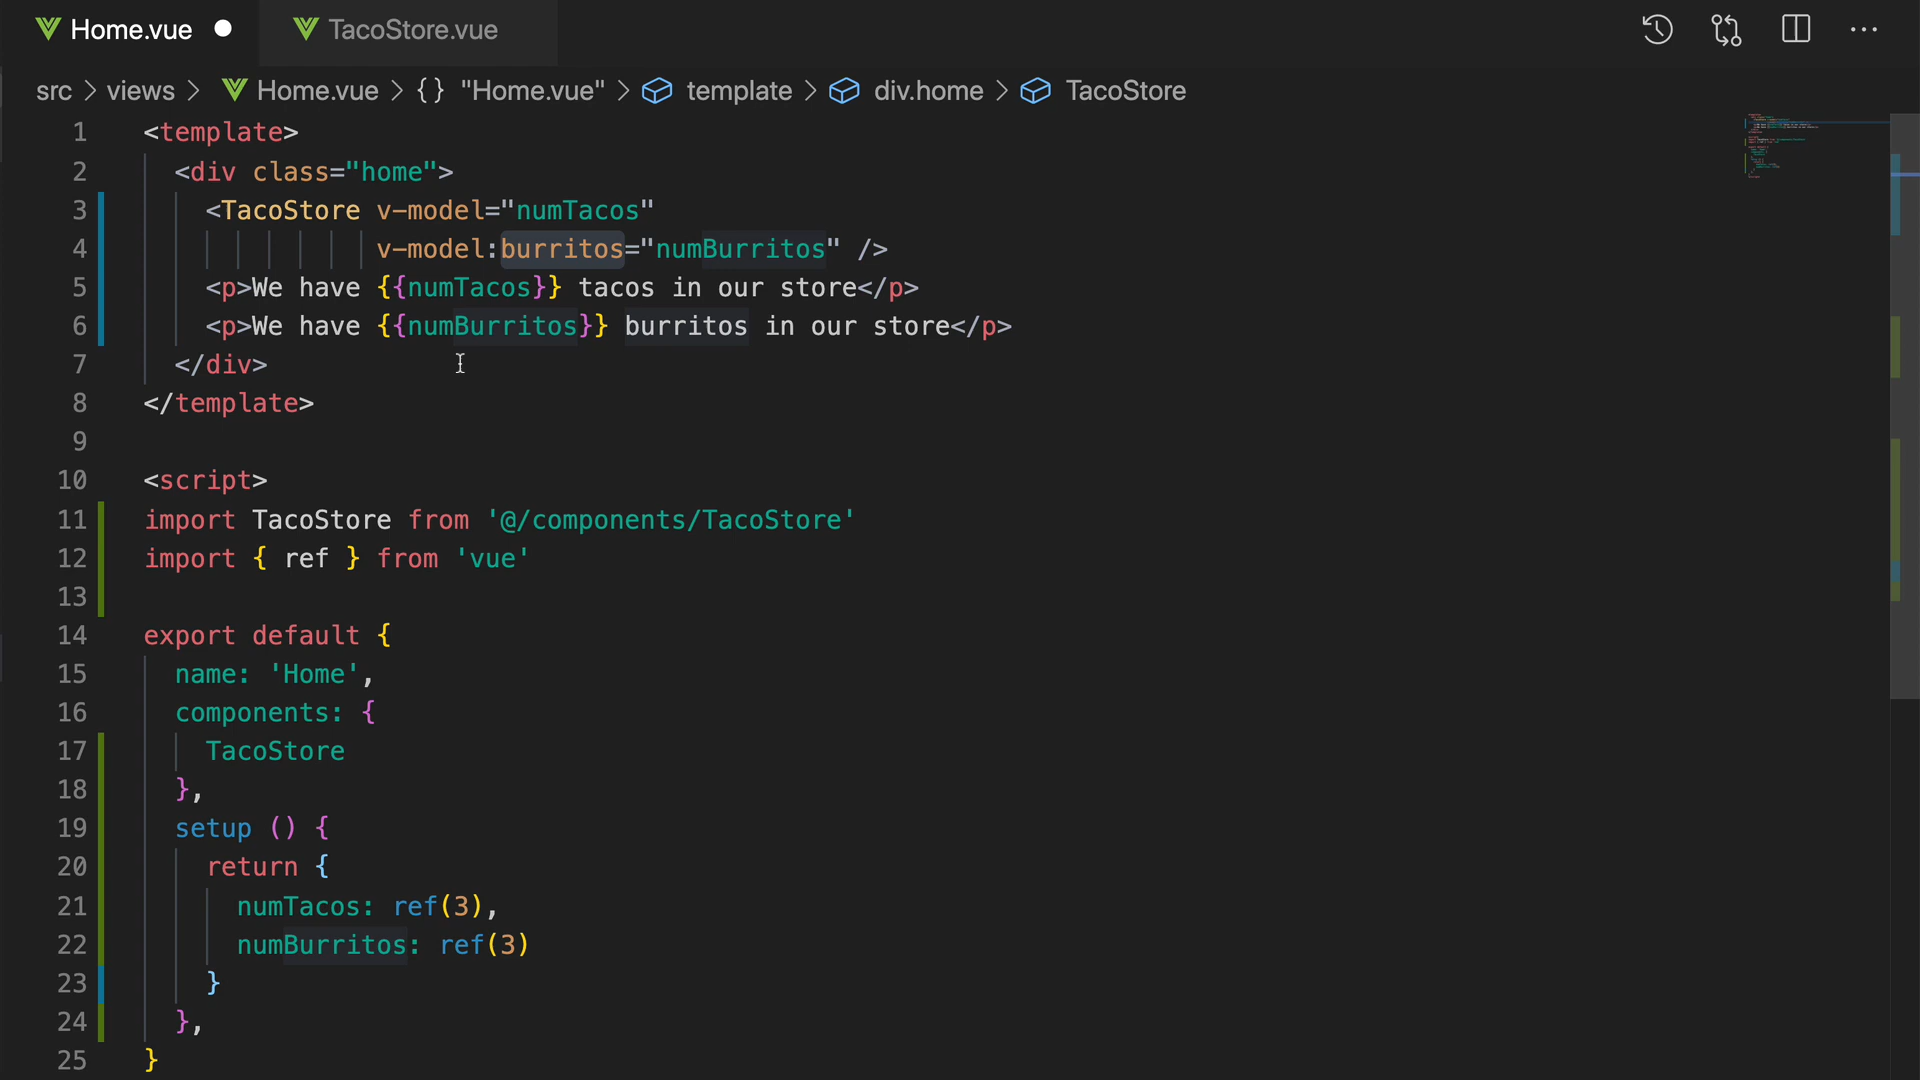 Home.vue TacoStore.vue
src > views > Home.vue > {} "Home.vue" > template > div.home > TacoStore
1 <template>
2 <div class="home">
3 <TacoStore v-model="numTacos"
4 v-model:burritos="numBurritos" />
5 <p>We have {{numTacos}} tacos in our store</p>
6 <p>We have {{numBurritos}} burritos in our store</p>
7 </div>
8 </template>
9
10 <script>
11 import TacoStore from '@/components/TacoStore'
12 import { ref } from 'vue'
13
14 export default {
15 name: 'Home',
16 components: {
17 TacoStore
18 },
19 setup () {
20 return {
21 numTacos: ref(3),
22 numBurritos: ref(3)
23 }
24 },
25 }